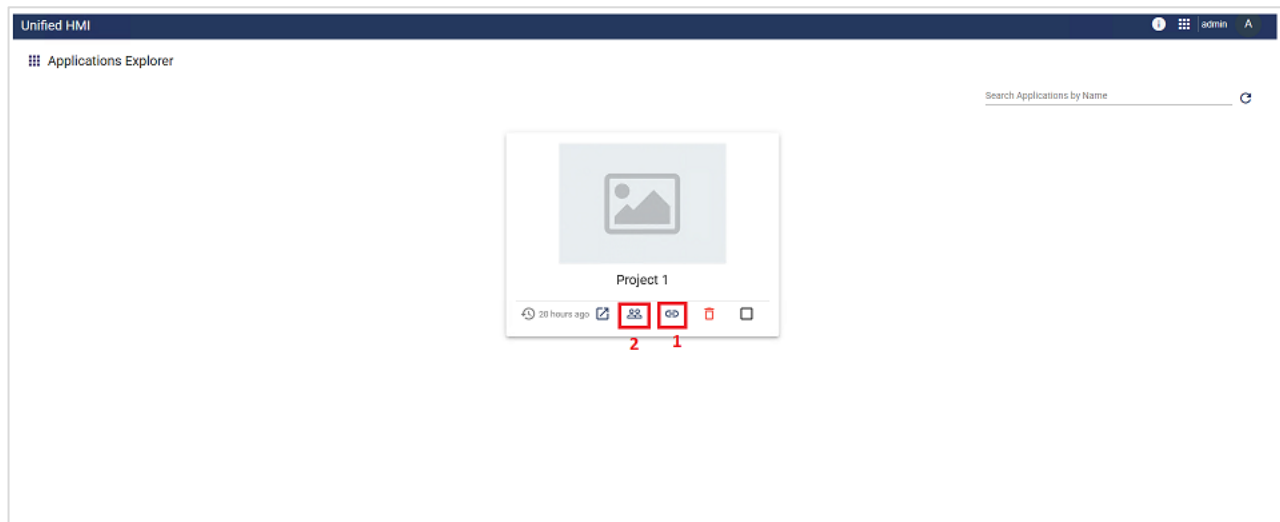 Unified HMI
admin A
Applications Explorer
Search Applications by Name
Project 1
20 hours ago
2 1